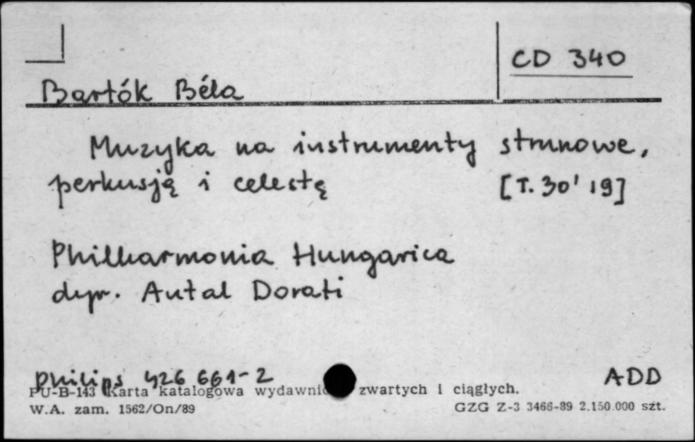 CD 340
Bartók Béla
Muzyka na instrumenty strunowe,
perkusją i celestę [T. 30' 19]
Philharmonia Hungarica
dyr. Antal Dorati
Philips 426 661-2 ADD
PU-B-143 Karta katalogowa wydawnic zwartych i ciągłych.
W.A. zam. 1562/On/89 GZG Z-3 3466-89 2.150.000 szt.